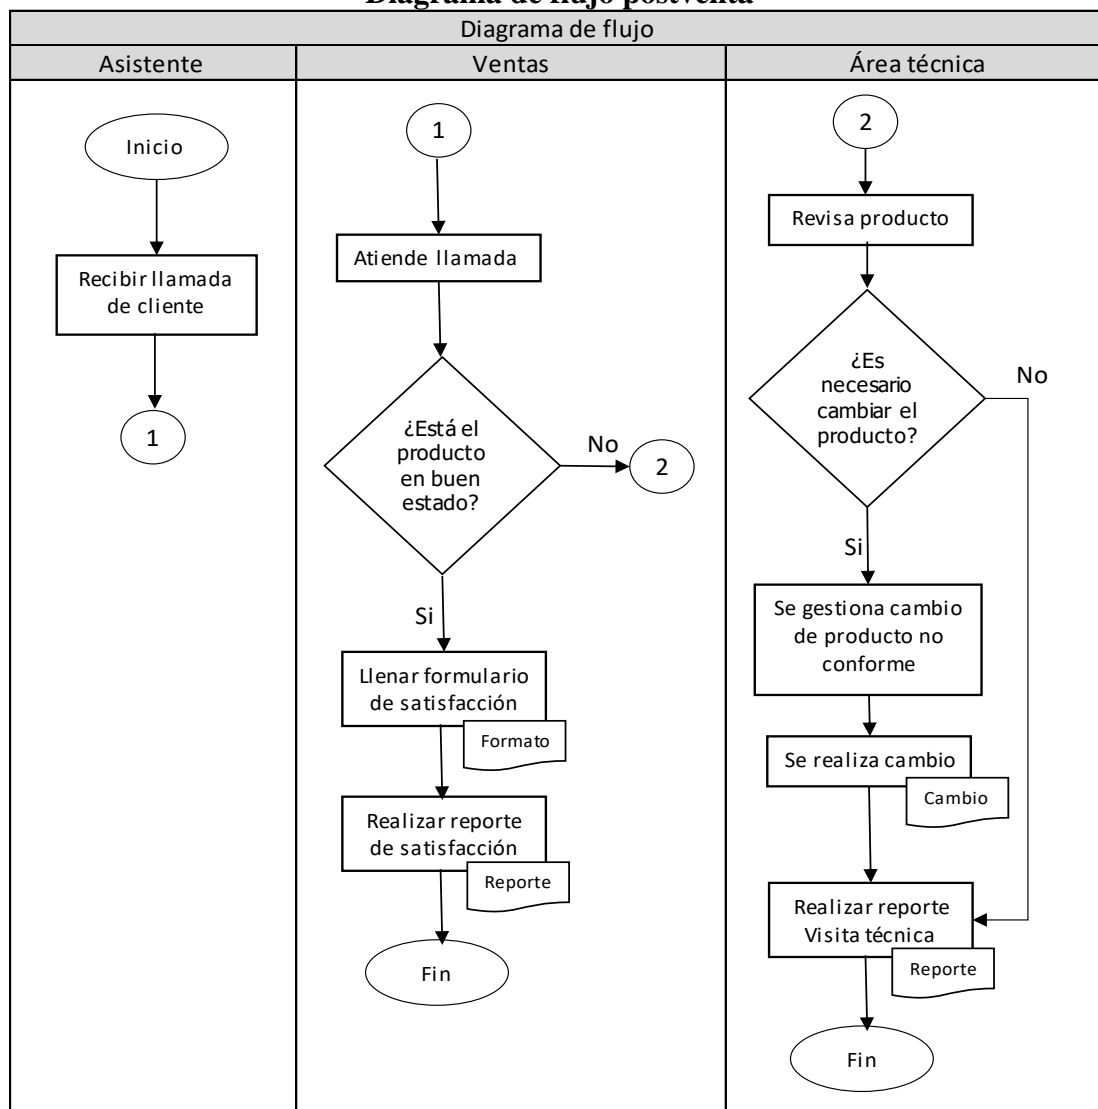 Diagrama de flujo postventa
Diagrama de flujo
Asistente
Ventas
Área técnica
Inicio
Recibir llamada
de cliente
1
1
Atiende llamada
¿Está el
producto
en buen
estado?
No
2
Si
Llenar formulario
de satisfacción
Formato
Realizar reporte
de satisfacción
Reporte
Fin
2
Revisa producto
¿Es
necesario
cambiar el
producto?
No
Si
Se gestiona cambio
de producto no
conforme
Se realiza cambio
Cambio
Realizar reporte
Visita técnica
Reporte
Fin